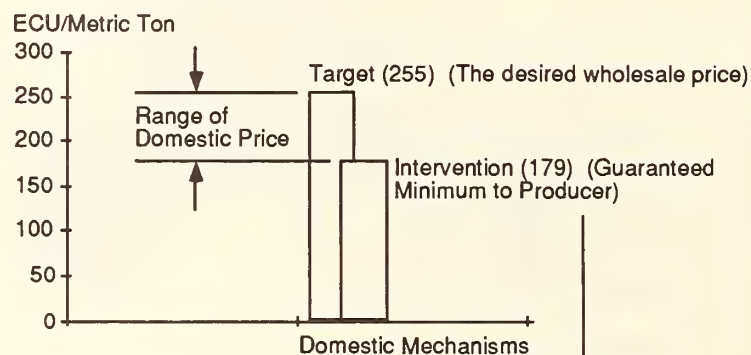 ECU/Metric Ton
300
Target (255) (The desired wholesale price)
250
Range of
Domestic Price
200
Intervention (179) (Guaranteed
Minimum to Producer)
150
100
50
0
Domestic Mechanisms